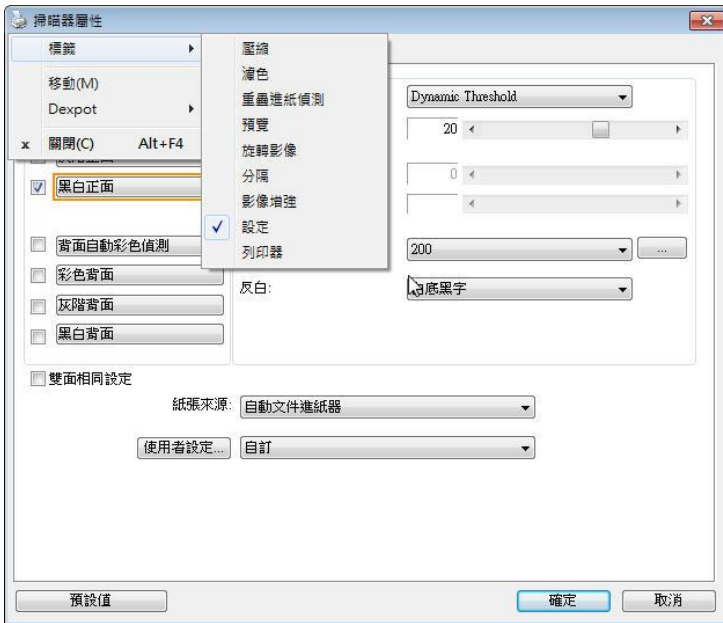 掃瞄器屬性
標籤
移動(M)
Dexpot
x 關閉(C) Alt+F4
壓縮
濾色
重疊進紙偵測
預覽
旋轉影像
分隔
影像增強
設定
列印器
Dynamic Threshold
20
0
黑白正面
背面自動彩色偵測
200
...
彩色背面
反白:
白底黑字
灰階背面
黑白背面
雙面相同設定
紙張來源:
自動文件進紙器
使用者設定...
自訂
預設值
確定
取消